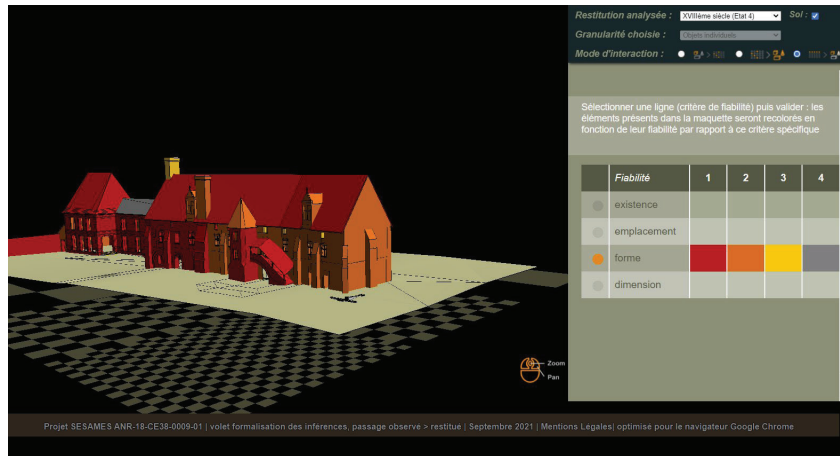 Restitution analysée : XVIIIème siècle (Etat 4) Sol :
Granularité choisie : Objets individuels
Mode d'interaction : > > >
Sélectionner une ligne (critère de fiabilité) puis valider : les
éléments présents dans la maquette seront recolorés en
fonction de leur fiabilité par rapport à ce critère spécifique
Fiabilité 1 2 3 4
existence
emplacement
forme
dimension
Zoom
Pan
Projet SESAMES ANR-18-CE38-0009-01 | volet formalisation des inférences, passage observé > restitué | Septembre 2021 | Mentions Légales| optimisé pour le navigateur Google Chrome